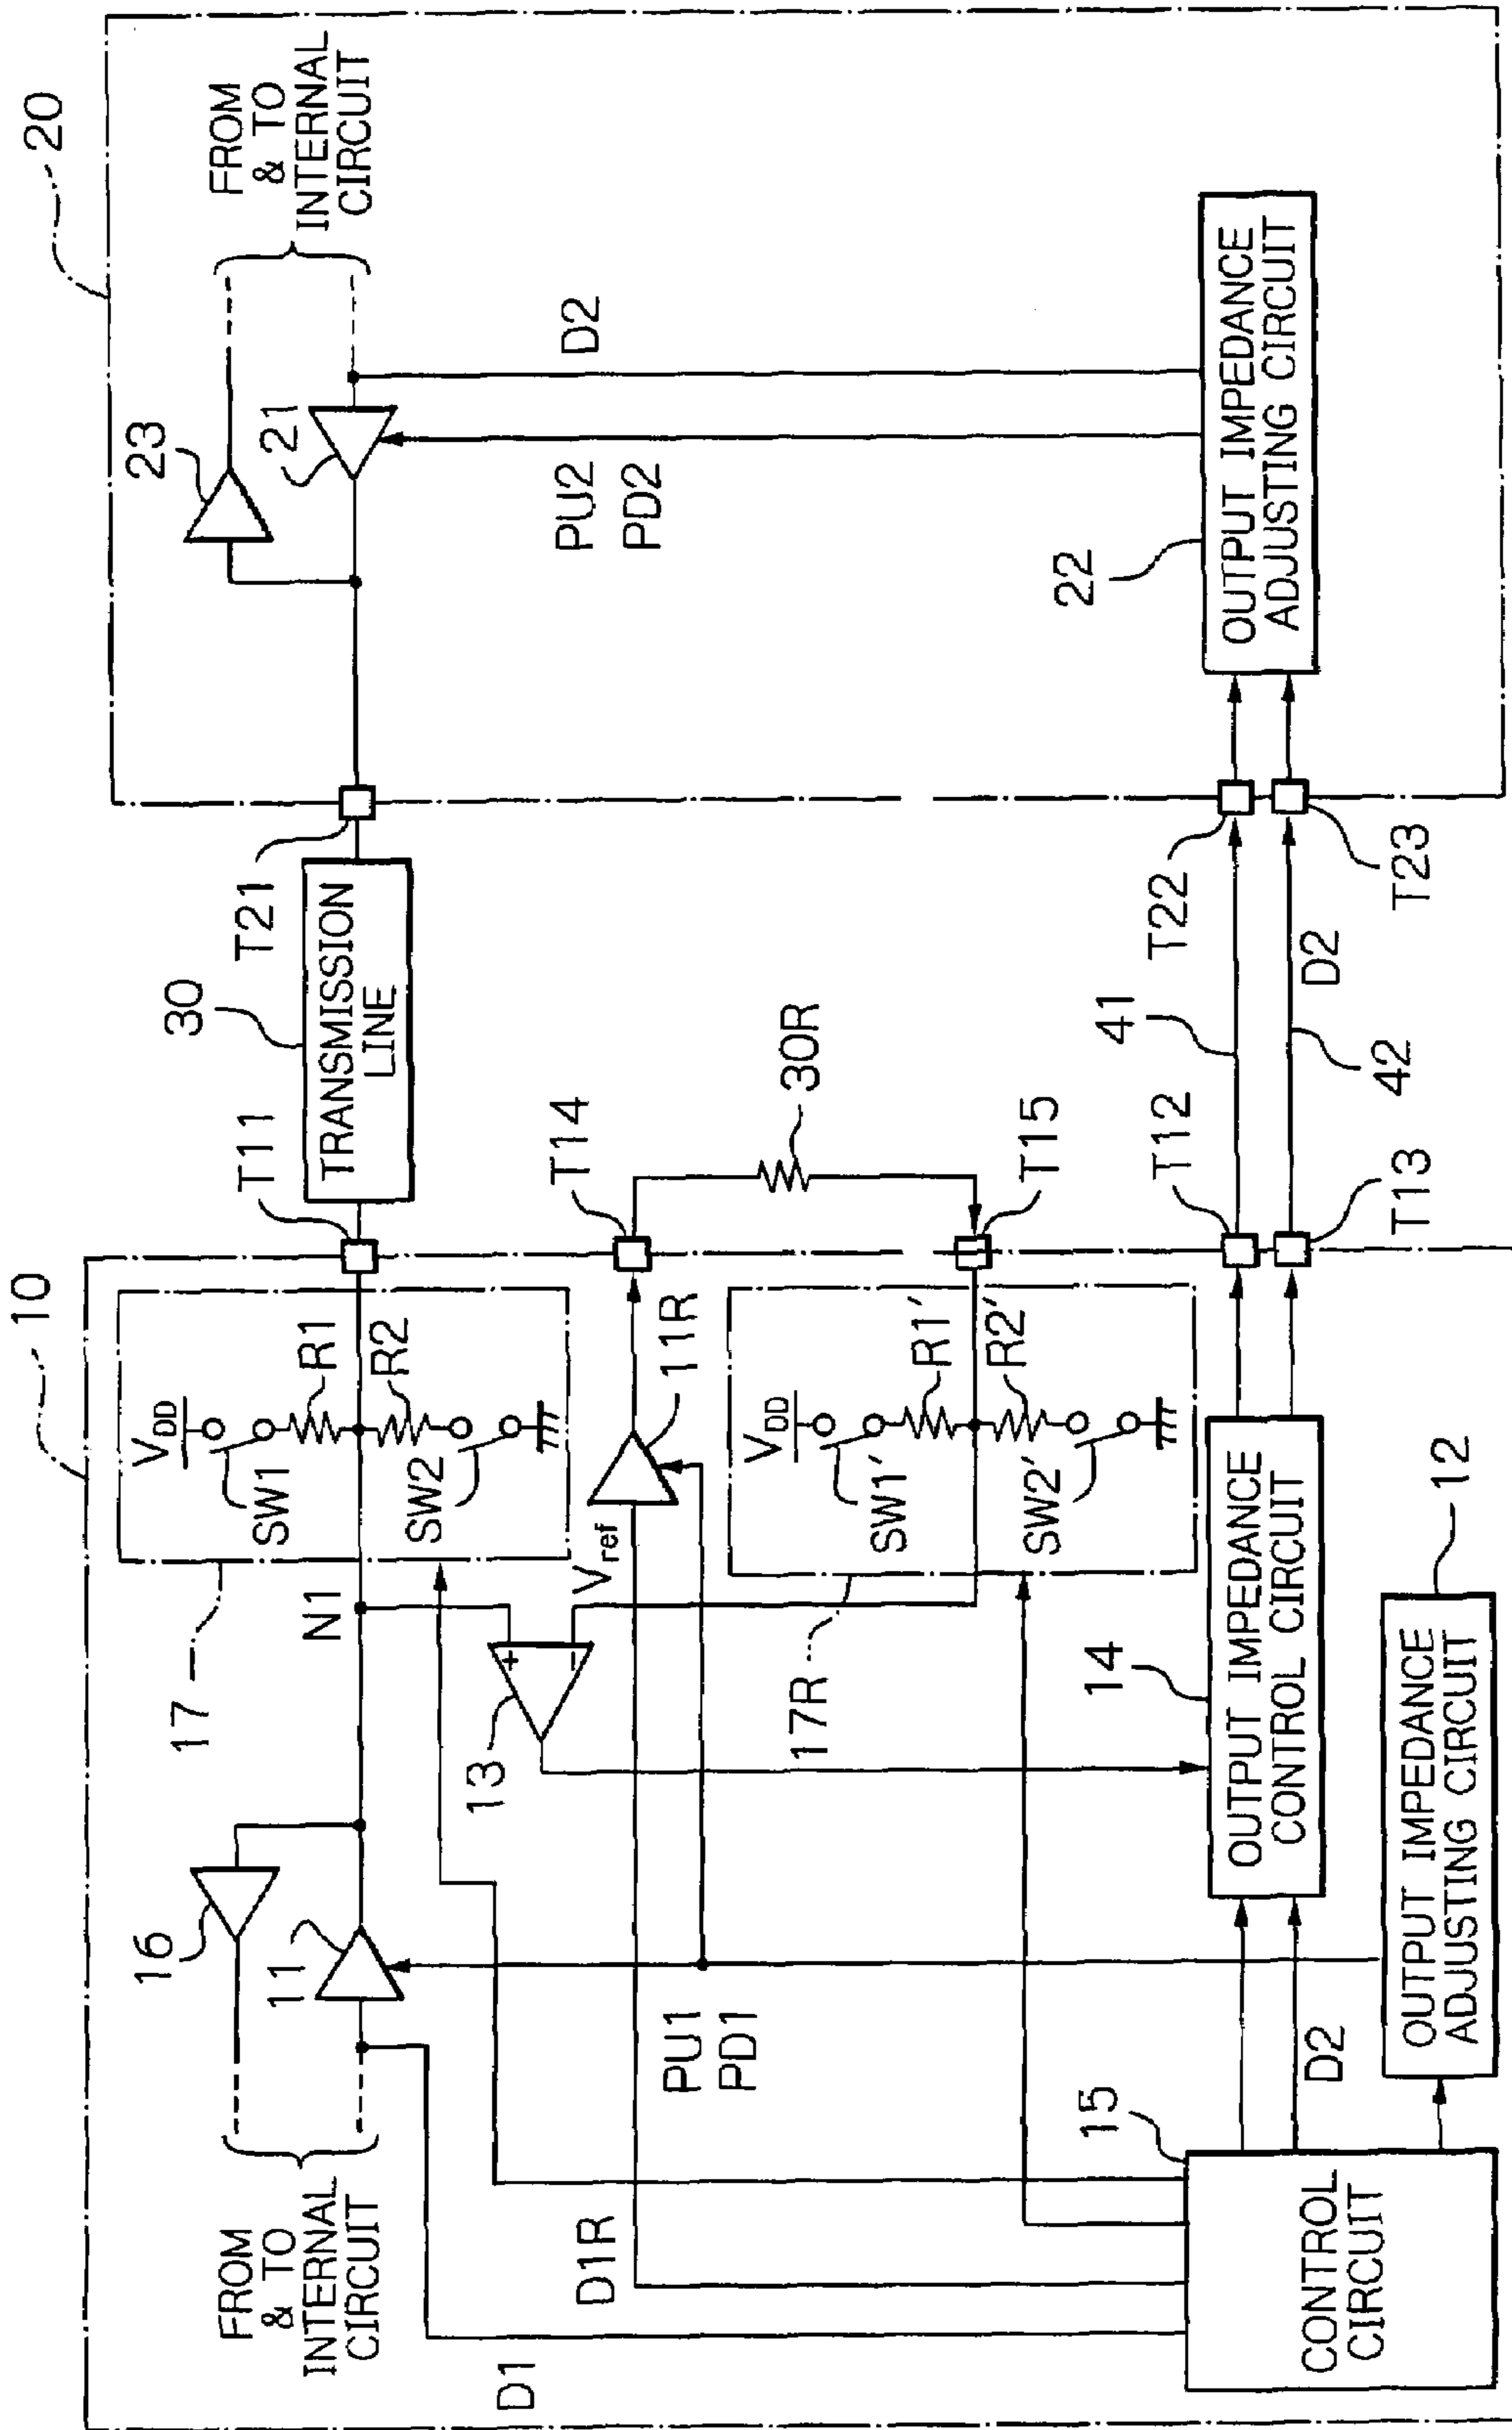 10
20
FROM
& TO
INTERNAL
CIRCUIT
16
11
N1
17
VDD
SW1
R1
R2
SW2
T11
30
TRANSMISSION
LINE
T21
23
21
FROM
& TO
INTERNAL
CIRCUIT
D1
D1R
PU1
PD1
13
Vref
11R
T14
30R
T15
17R
VDD
SW1'
R1'
R2'
SW2'
PU2
PD2
D2
15
CONTROL
CIRCUIT
D2
14
OUTPUT IMPEDANCE
CONTROL CIRCUIT
12
OUTPUT IMPEDANCE
ADJUSTING CIRCUIT
T12
T13
41
42
D2
T22
T23
22
OUTPUT IMPEDANCE
ADJUSTING CIRCUIT
+
−